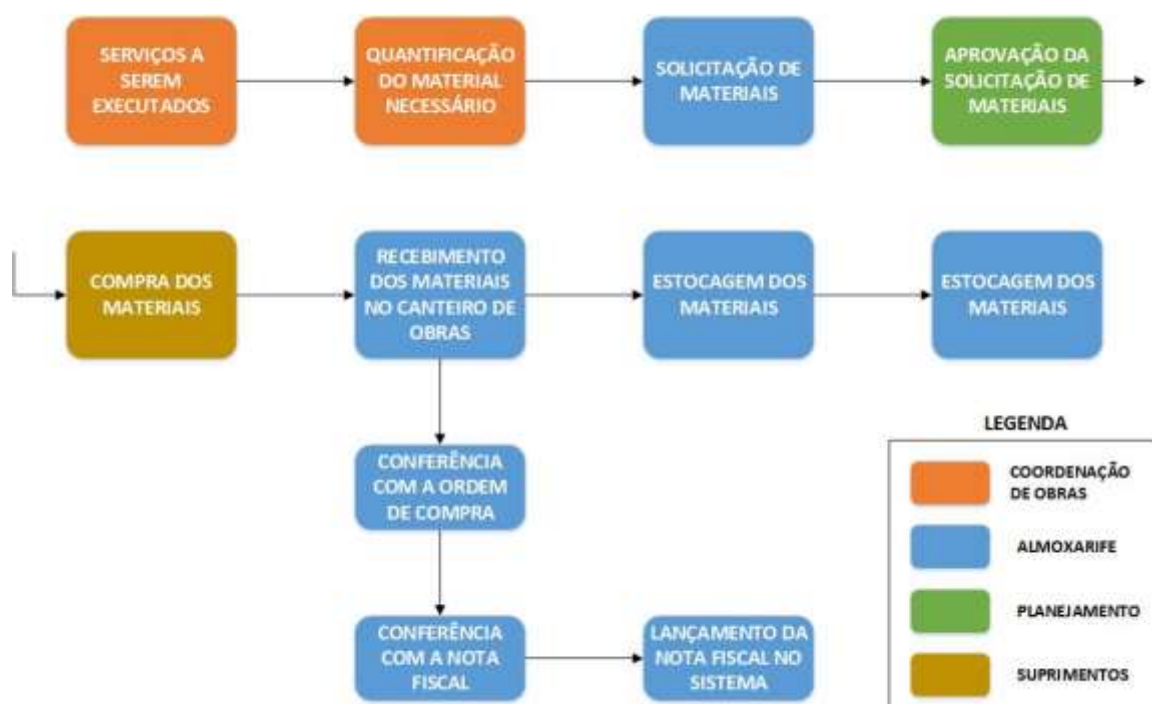 SERVIÇOS A
SEREM
EXECUTADOS
QUANTIFICAÇÃO
DO MATERIAL
NECESSÁRIO
SOLICITAÇÃO DE
MATERIAIS
APROVAÇÃO DA
SOLICITAÇÃO DE
MATERIAIS
COMPRA DOS
MATERIAIS
RECEBIMENTO
DOS MATERIAIS
NO CANTEIRO DE
OBRAS
ESTOCAGEM DOS
MATERIAIS
ESTOCAGEM DOS
MATERIAIS
CONFERÊNCIA
COM A ORDEM
DE COMPRA
CONFERÊNCIA
COM A NOTA
FISCAL
LANÇAMENTO DA
NOTA FISCAL NO
SISTEMA
LEGENDA
COORDENAÇÃO
DE OBRAS
ALMOXARIFE
PLANEJAMENTO
SUPRIMENTOS